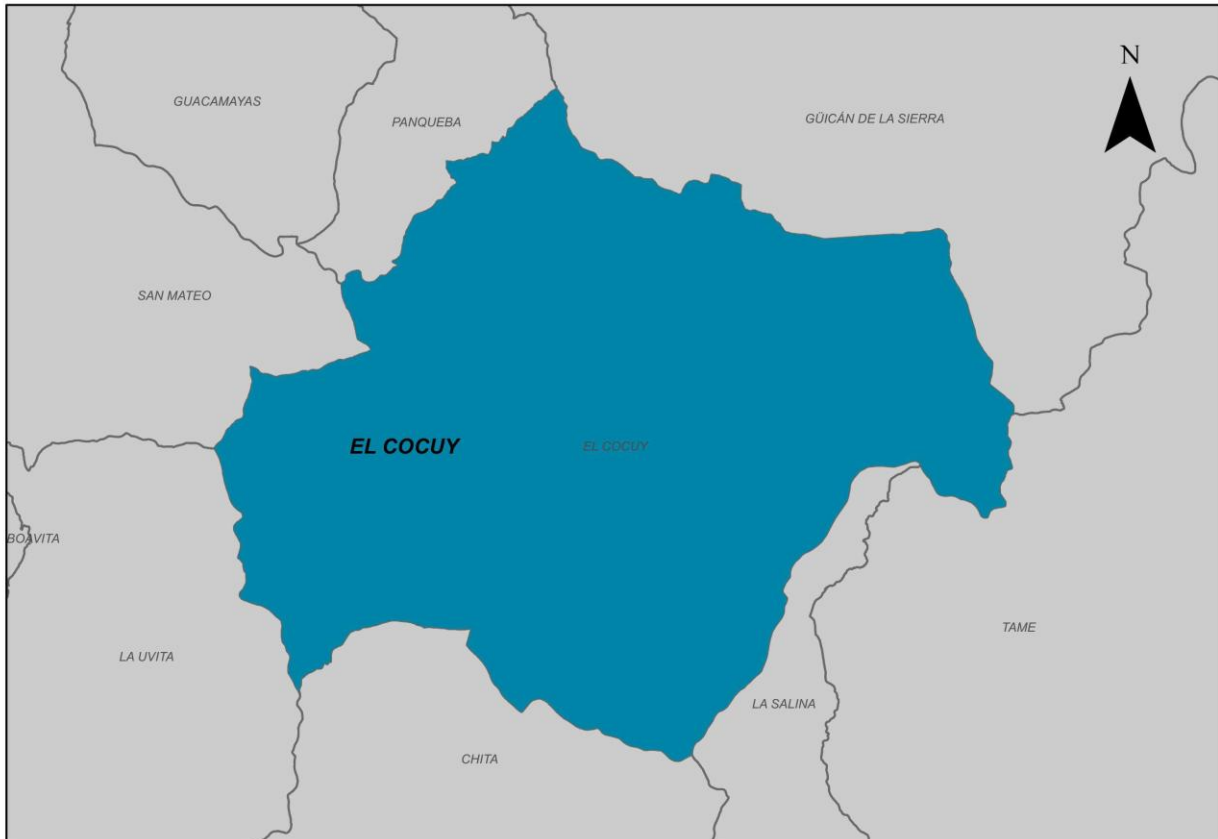 N
GUACAMAYAS
PANQUEBA
GÜICÁN DE LA SIERRA
SAN MATEO
EL COCUY
EL COCUY
BOAVITA
TAME
LA UVITA
LA SALINA
CHITA